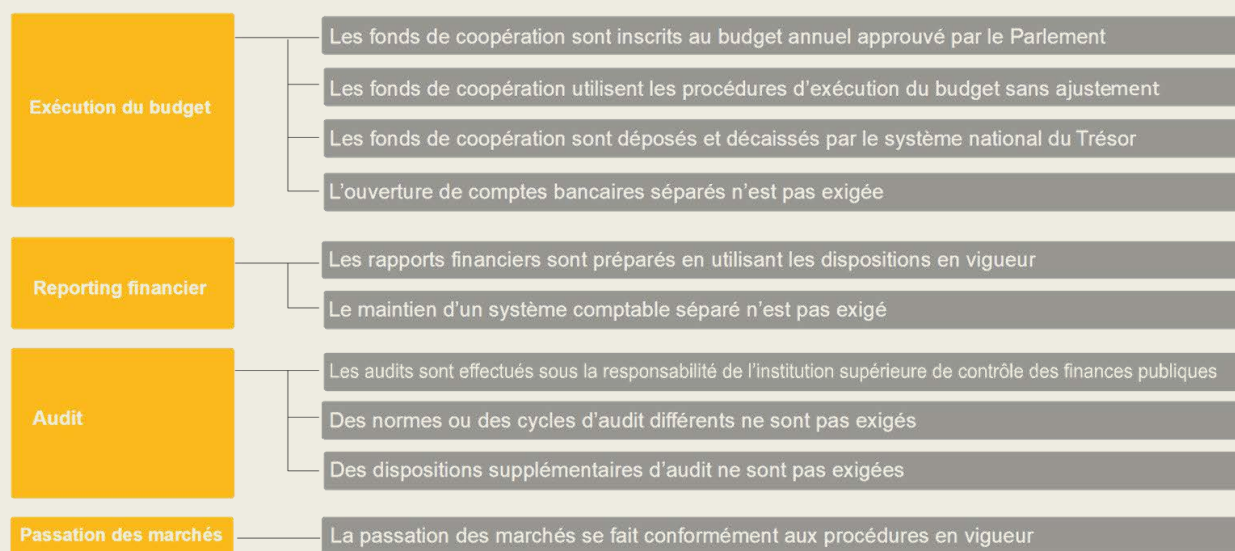 Exécution du budget
Les fonds de coopération sont inscrits au budget annuel approuvé par le Parlement
Les fonds de coopération utilisent les procédures d'exécution du budget sans ajustement
Les fonds de coopération sont déposés et décaissés par le système national du Trésor
L'ouverture de comptes bancaires séparés n'est pas exigée
Reporting financier
Les rapports financiers sont préparés en utilisant les dispositions en vigueur
Le maintien d'un système comptable séparé n'est pas exigé
Audit
Les audits sont effectués sous la responsabilité de l'institution supérieure de contrôle des finances publiques
Des normes ou des cycles d'audit différents ne sont pas exigés
Des dispositions supplémentaires d'audit ne sont pas exigées
Passation des marchés
La passation des marchés se fait conformément aux procédures en vigueur